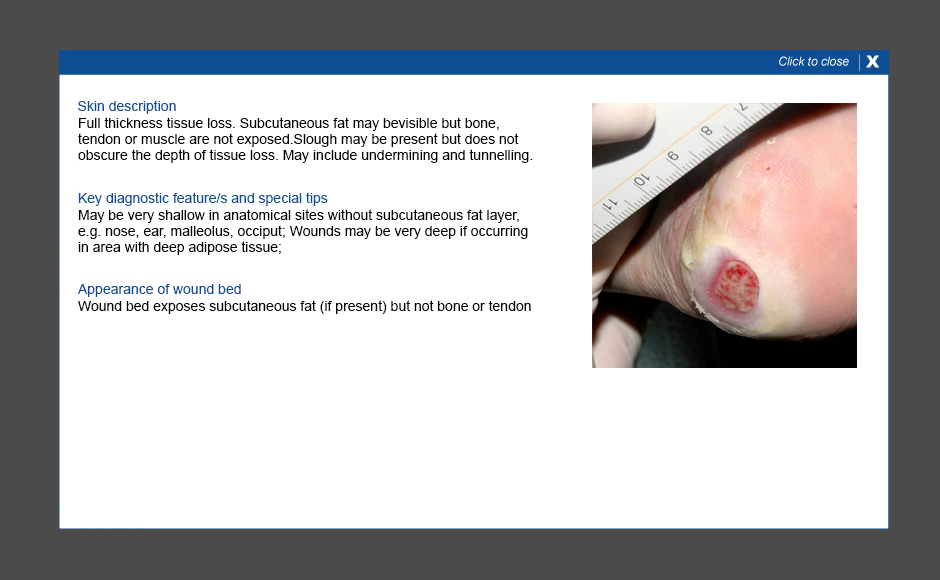 Click to close X
Skin description
Full thickness tissue loss. Subcutaneous fat may bevisible but bone,
tendon or muscle are not exposed.Slough may be present but does not
obscure the depth of tissue loss. May include undermining and tunnelling.
Key diagnostic feature/s and special tips
May be very shallow in anatomical sites without subcutaneous fat layer,
e.g. nose, ear, malleolus, occiput; Wounds may be very deep if occurring
in area with deep adipose tissue;
Appearance of wound bed
Wound bed exposes subcutaneous fat (if present) but not bone or tendon
7
8
9
10
11